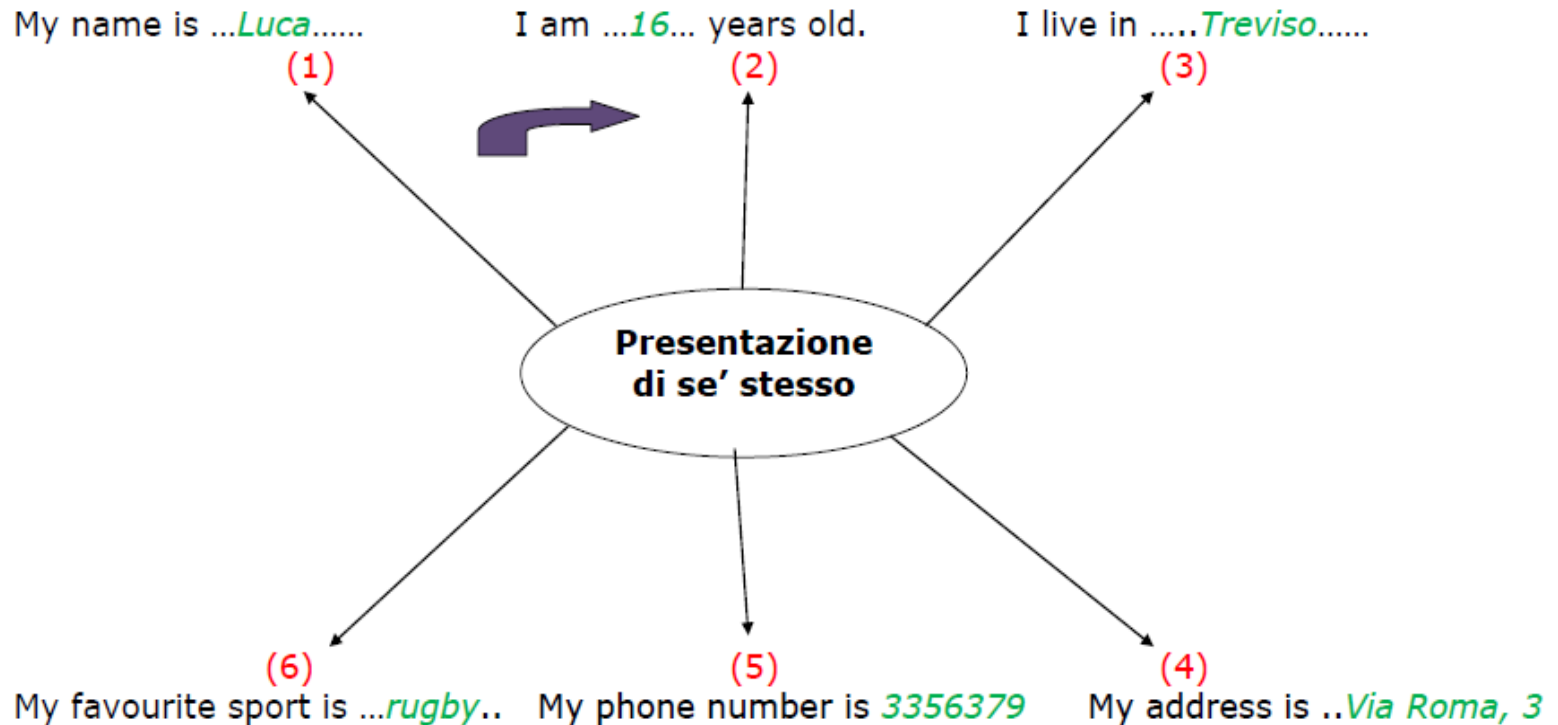 My name is …Luca……
I am …16… years old.
I live in …..Treviso……
(1)
(2)
(3)
Presentazione
di se’ stesso
(6)
(5)
(4)
My favourite sport is …rugby..
My phone number is 3356379
My address is ..Via Roma, 3